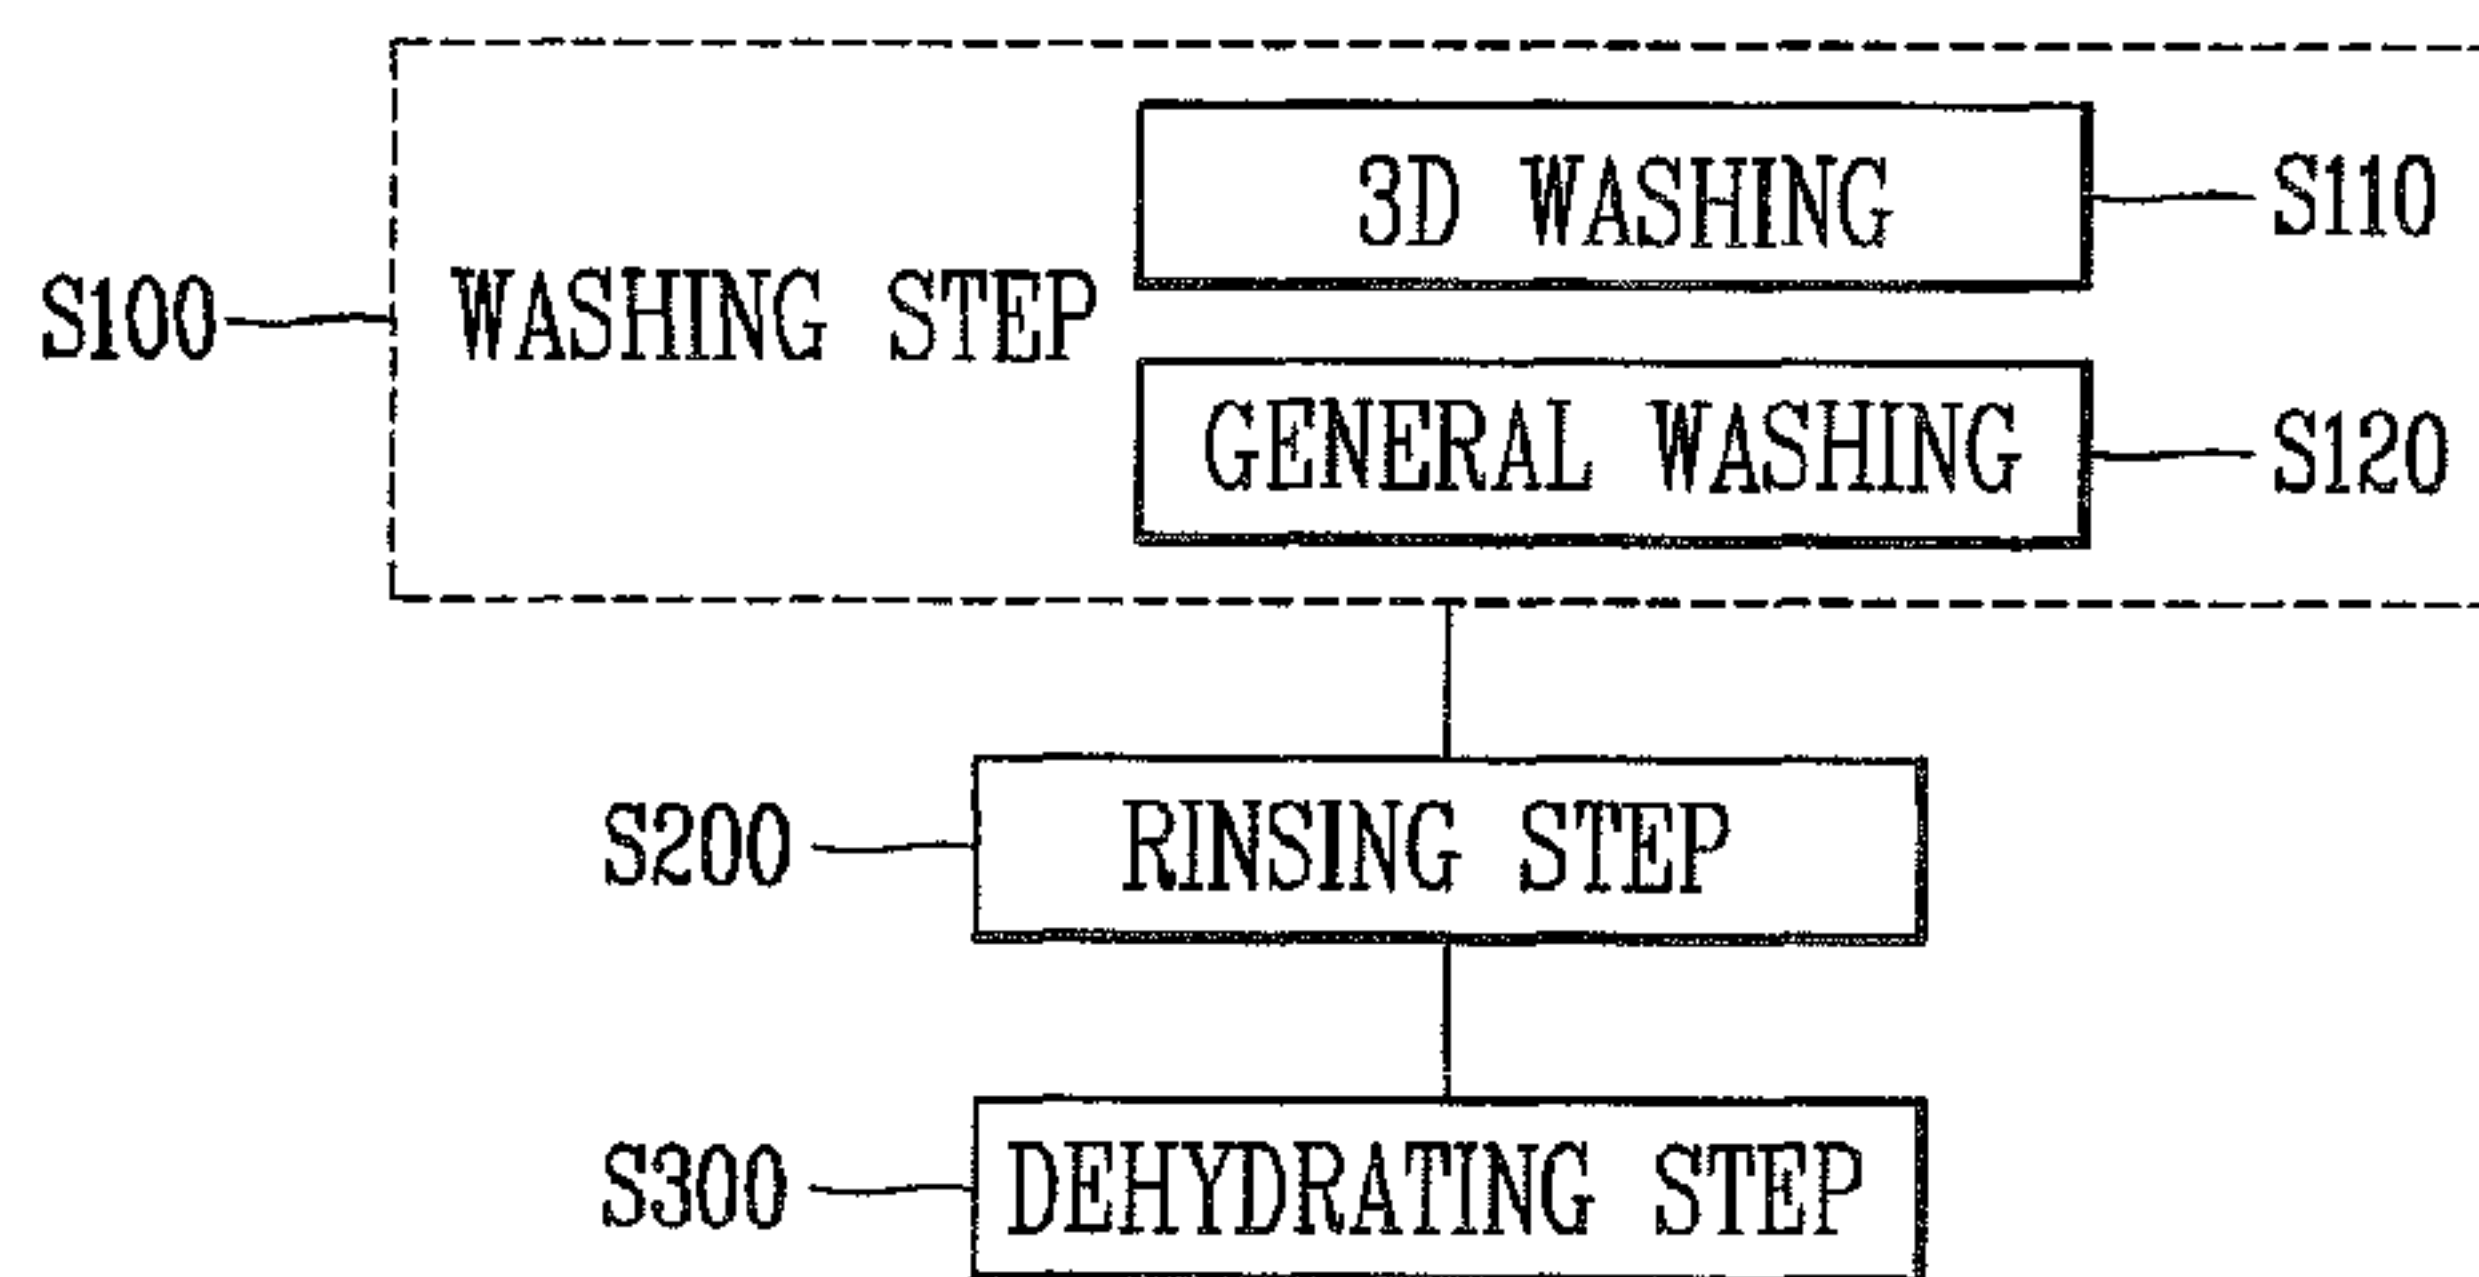 3D WASHING S110
S100 WASHING STEP
GENERAL WASHING S120
S200 RINSING STEP
S300 DEHYDRATING STEP